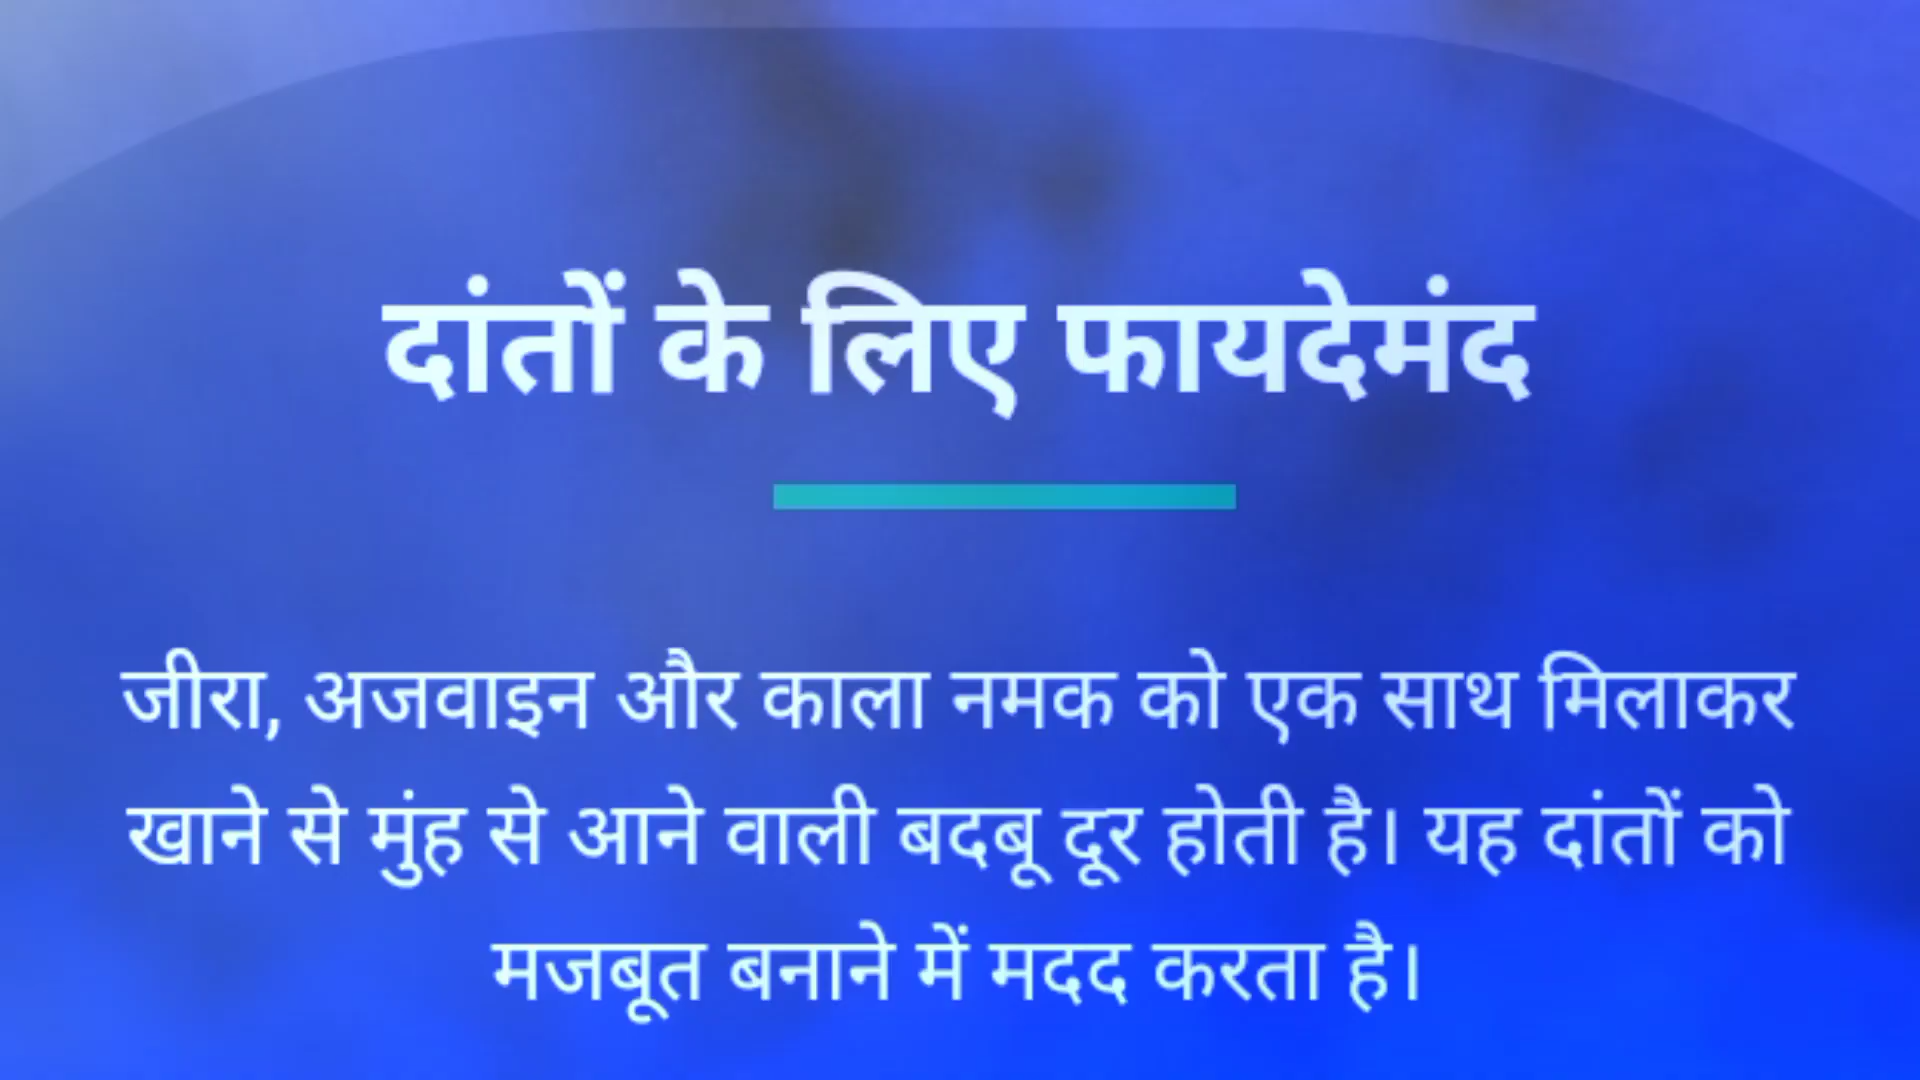 दांतों के लिए फायदेमंद
जीरा, अजवाइन और काला नमक को एक साथ मिलाकर
खाने से मुंह से आने वाली बदबू दूर होती है। यह दांतों को
मजबूत बनाने में मदद करता है।